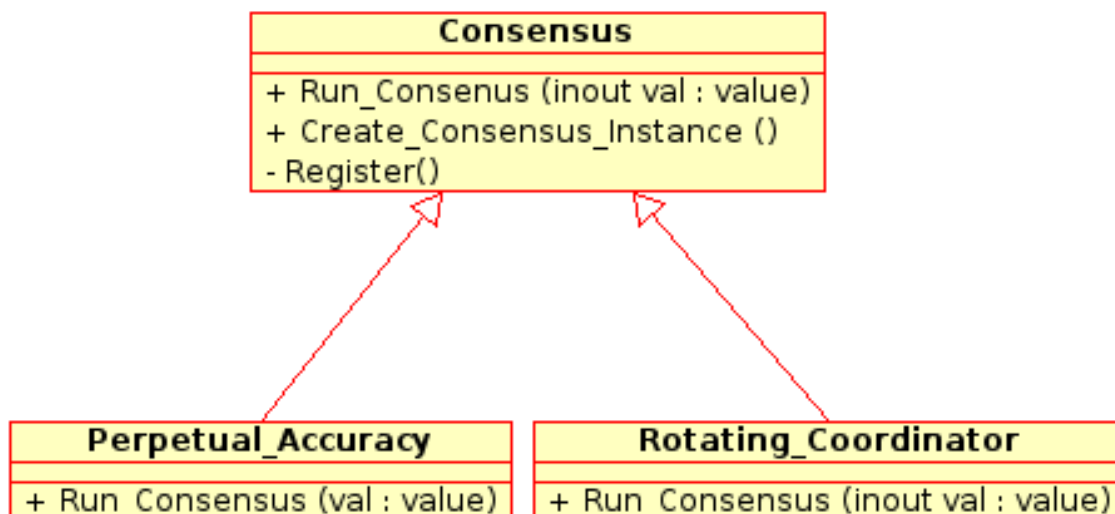 Consensus
+ Run_Consenus (inout val : value)
+ Create_Consensus_Instance ()
- Register()
Perpetual_Accuracy
+ Run_Consensus (val : value)
Rotating_Coordinator
+ Run_Consensus (inout val : value)